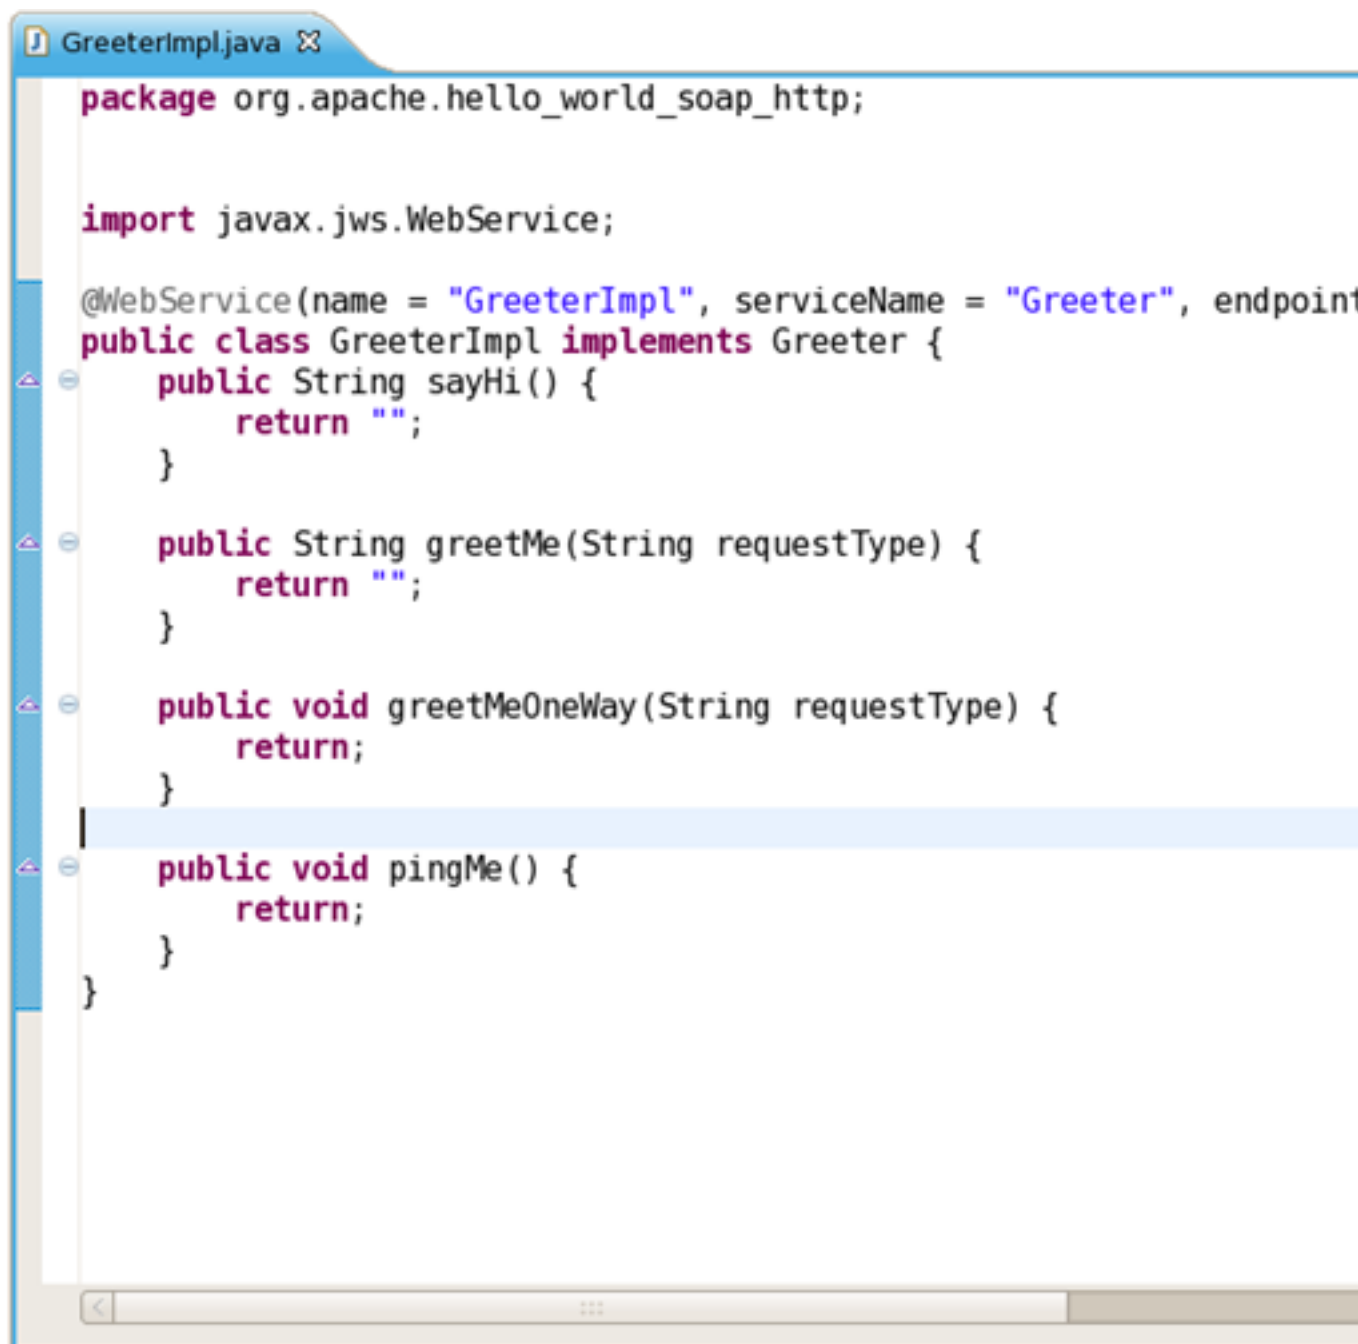 GreeterImpl.java
package org.apache.hello_world_soap_http;
import javax.jws.WebService;
@WebService(name = "GreeterImpl", serviceName = "Greeter", endpoint
public class GreeterImpl implements Greeter {
    public String sayHi() {
        return "";
    }
    public String greetMe(String requestType) {
        return "";
    }
    public void greetMeOneWay(String requestType) {
        return;
    }
    public void pingMe() {
        return;
    }
}